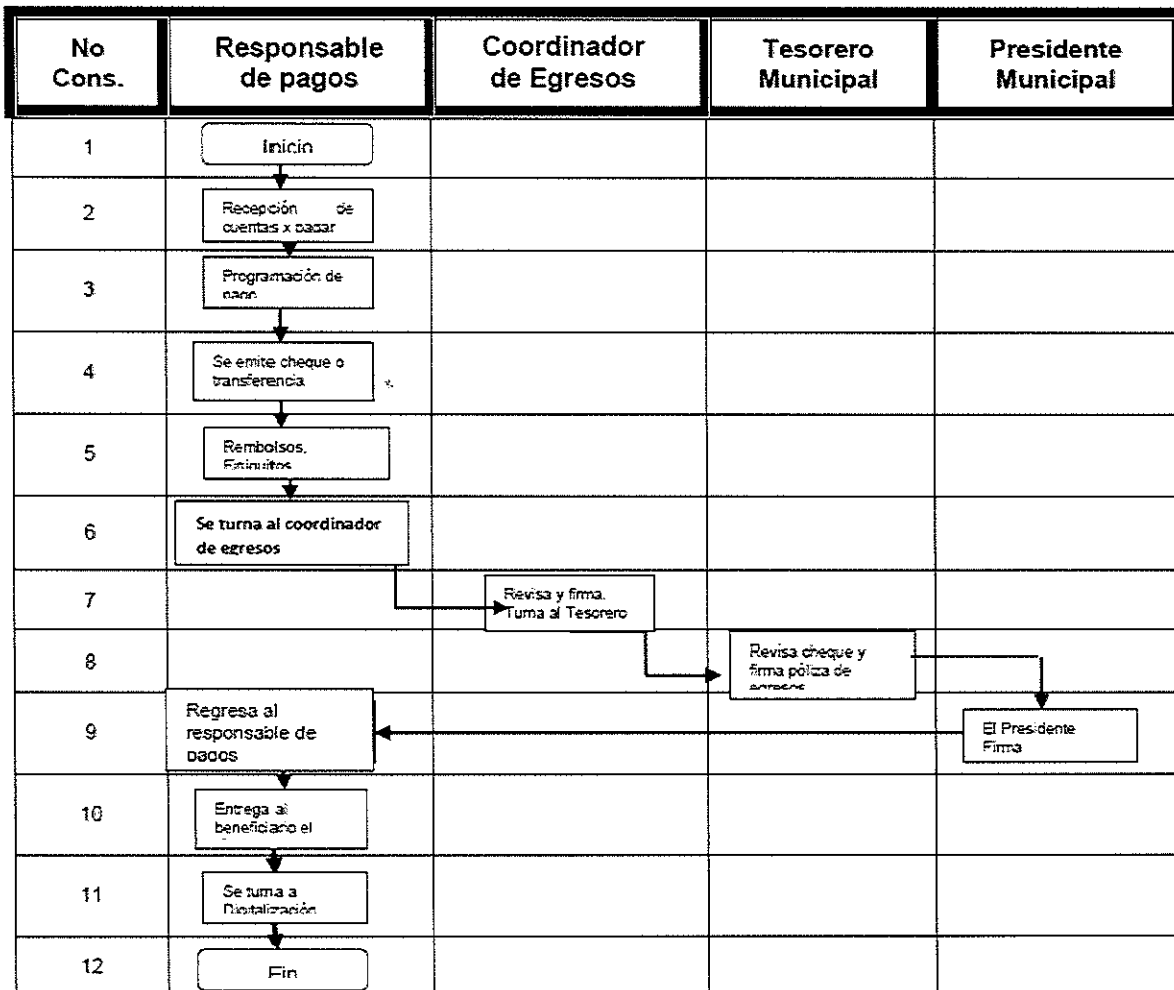 No
Cons.
Responsable
de pagos
Coordinador
de Egresos
Tesorero
Municipal
Presidente
Municipal
1
Inicio
2
Recepción de
cuentas x pagar
3
Programación de
pago
4
Se emite cheque o
transferencia
5
Rembolsos,
Finiquitos
6
Se turna al coordinador
de egresos
7
Revisa y firma.
Turna al Tesorero
8
Revisa cheque y
firma póliza de
egresos
9
Regresa al
responsable de
pagos
El Presidente
Firma
10
Entrega al
beneficiario el
11
Se turna a
Digitalización
12
Fin